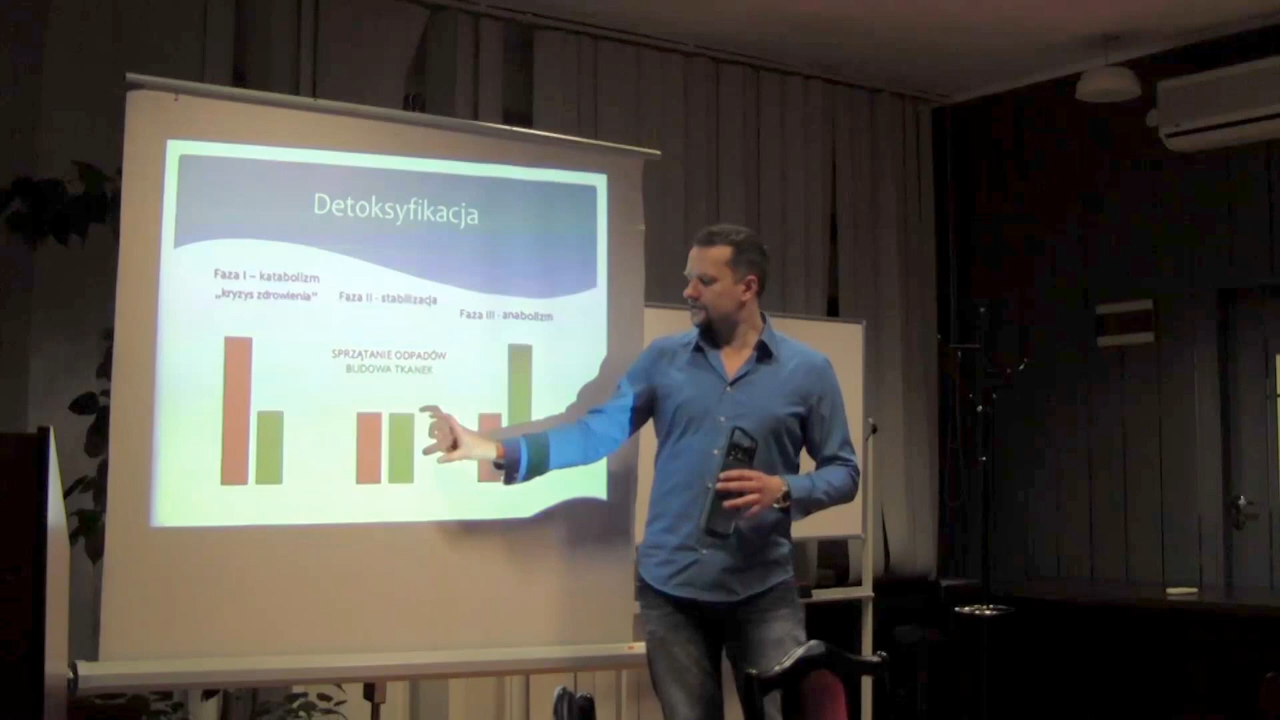 Detoksyfikacja
Faza I – katabolizm
„kryzys zdrowienia”
Faza II - stabilizacja
Faza III - anabolizm
SPRZĄTANIE ODPADÓW
BUDOWA TKANEK